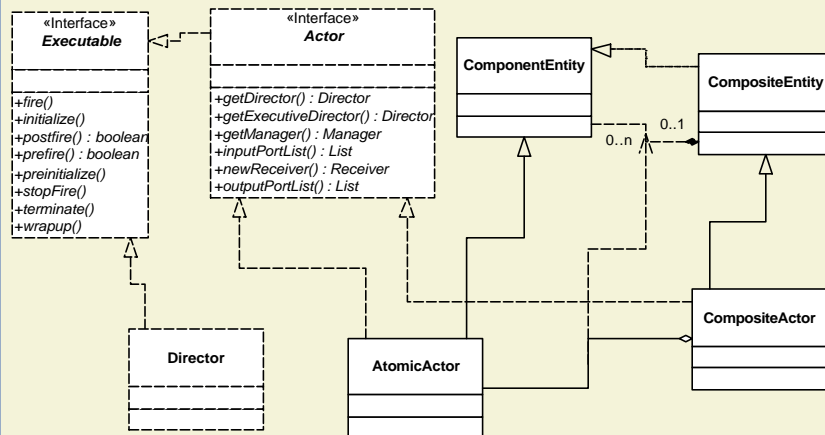 «Interface»
Executable
+fire()
+initialize()
+postfire() : boolean
+prefire() : boolean
+preinitialize()
+stopFire()
+terminate()
+wrapup()
«Interface»
Actor
+getDirector() : Director
+getExecutiveDirector() : Director
+getManager() : Manager
+inputPortList() : List
+newReceiver() : Receiver
+outputPortList() : List
ComponentEntity
CompositeEntity
0..n
0..1
Director
AtomicActor
CompositeActor